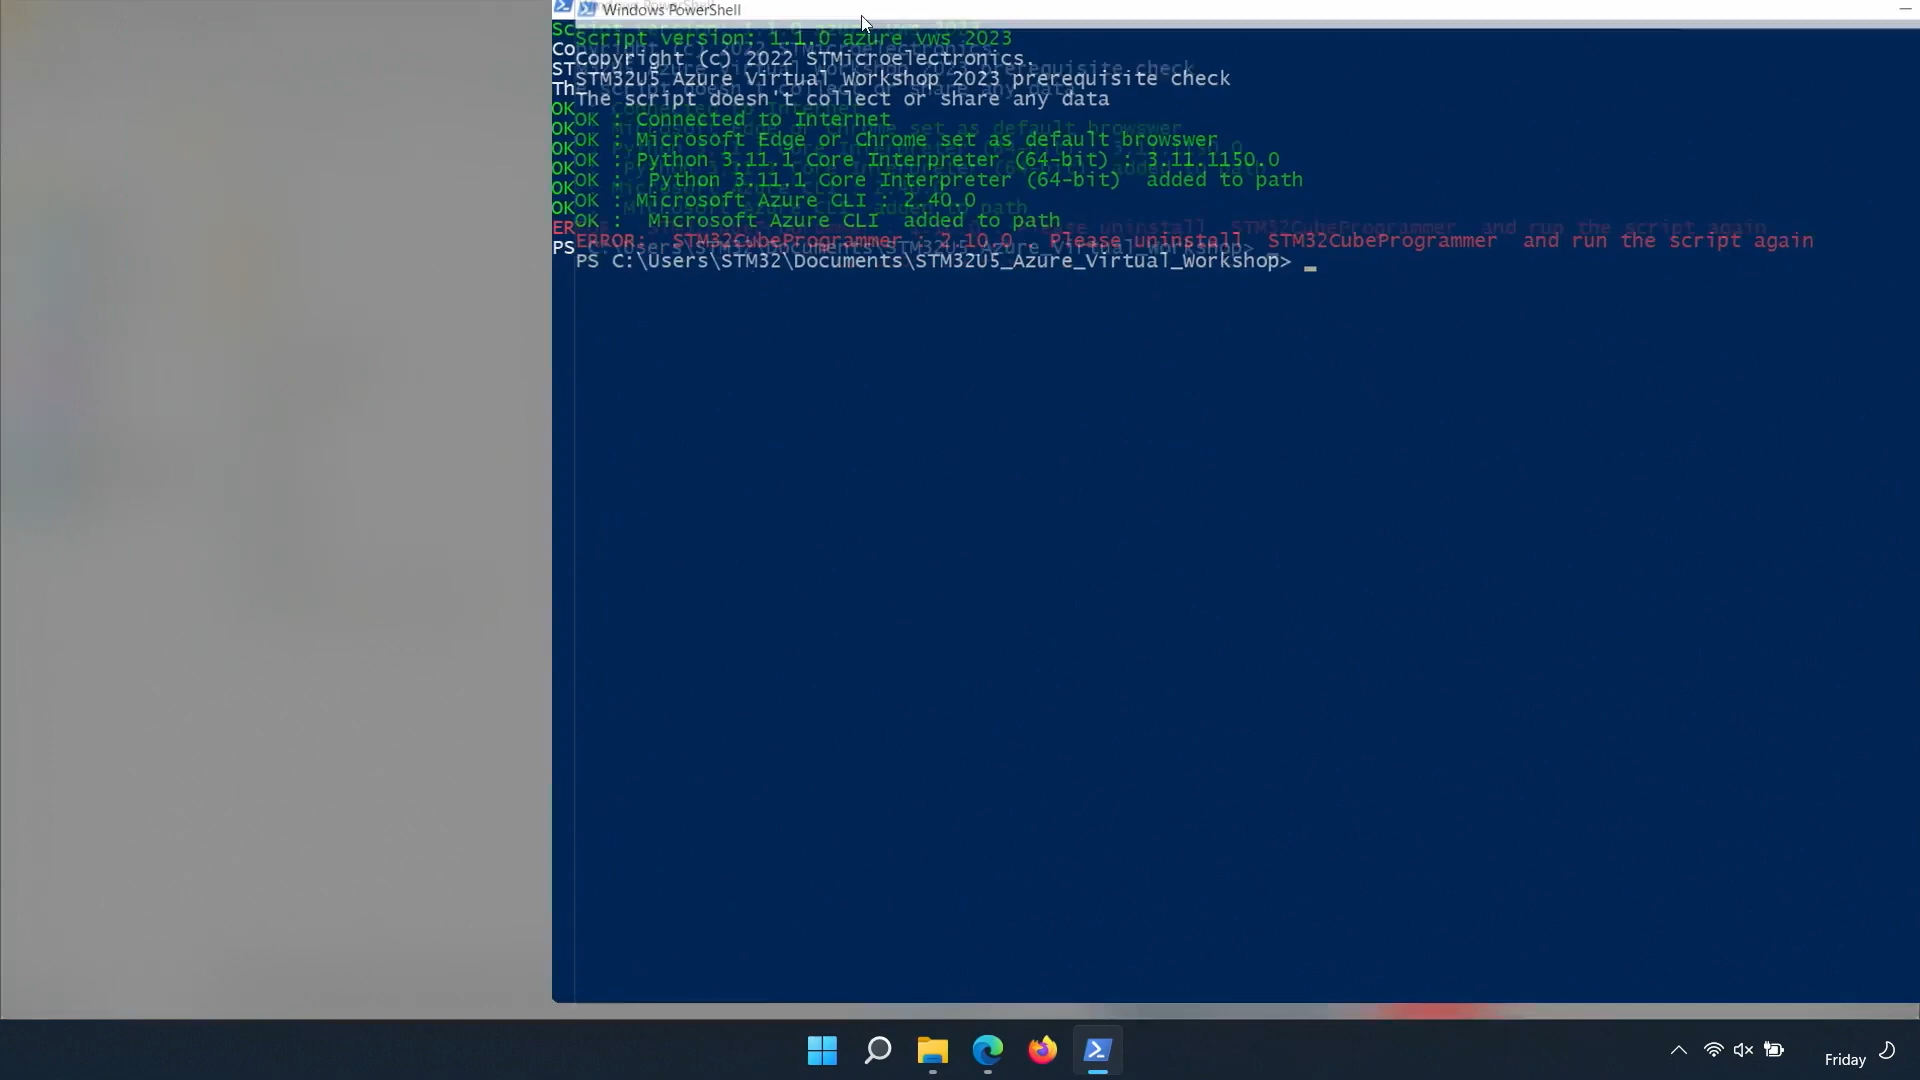 Windows PowerShell
Script version: 1.1.0 azure vws 2023
Copyright (c) 2022 STMicroelectronics.
STM32U5 Azure Virtual Workshop 2023 prerequisite check
The script doesn't collect or share any data
OK : Connected to Internet
OK : Microsoft Edge or Chrome set as default browswer
OK : Python 3.11.1 Core Interpreter (64-bit) : 3.11.1150.0
OK :  Python 3.11.1 Core Interpreter (64-bit)  added to path
OK : Microsoft Azure CLI : 2.40.0
OK :  Microsoft Azure CLI  added to path
ERROR:  STM32CubeProgrammer : 2.10.0 . Please uninstall  STM32CubeProgrammer  and run the script again
PS C:\Users\STM32\Documents\STM32U5_Azure_Virtual_Workshop>
Friday